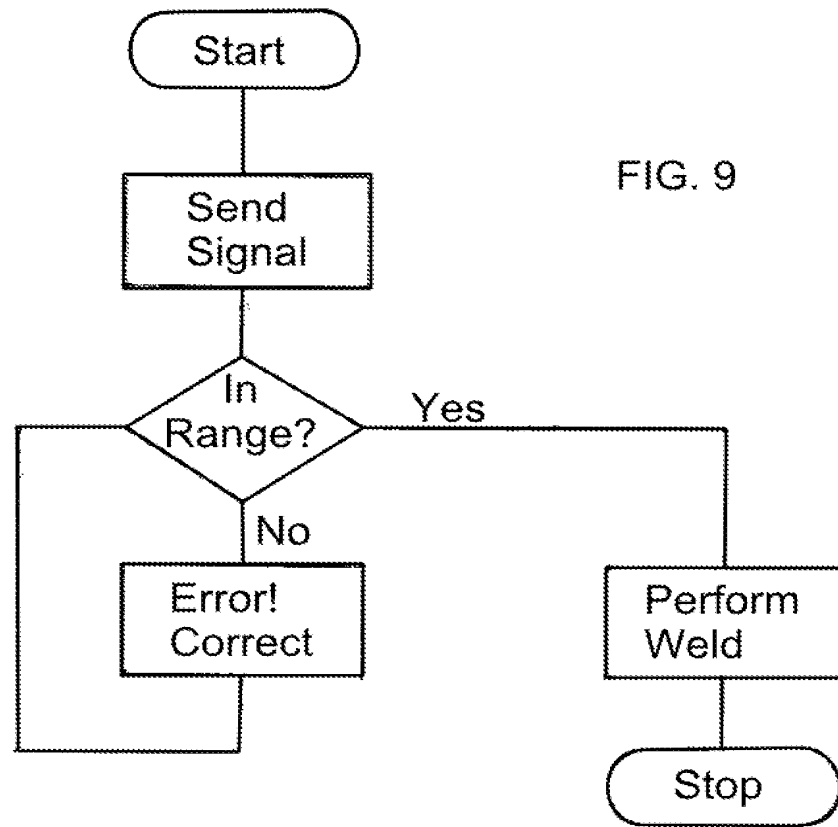 Start
FIG. 9
Send
Signal
In
Range?
Yes
No
Error!
Correct
Perform
Weld
Stop